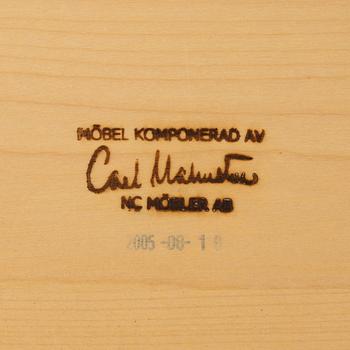 MÖBEL KOMPONERAD AV
Carl Malmsten
NC MÖBLER AB
2005-08-1